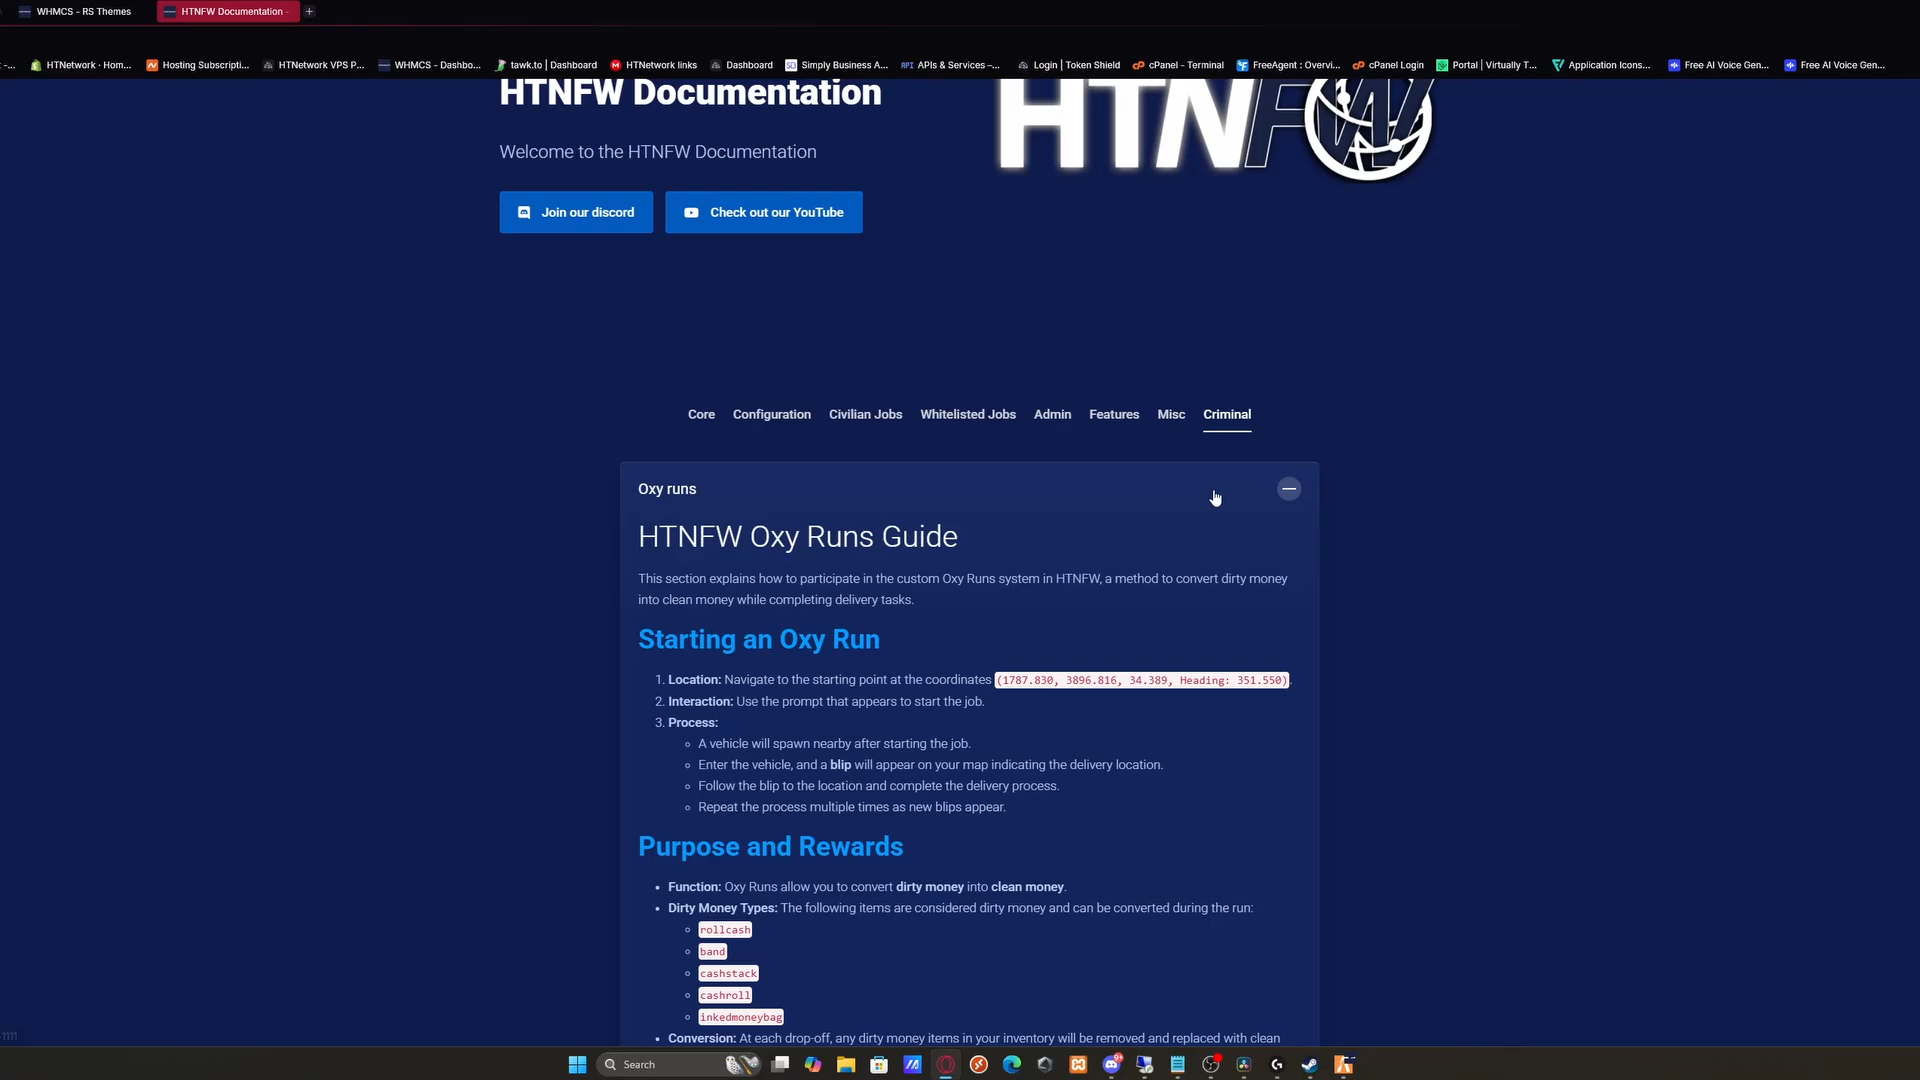 WHMCS - RS Themes
HTNFW Documentation -
HTNetwork · Hom...
Hosting Subscripti...
HTNetwork VPS P...
WHMCS - Dashbo...
tawk.to | Dashboard
HTNetwork links
Dashboard
Simply Business A...
APIs & Services –...
Login | Token Shield
cPanel - Terminal
FreeAgent : Overvi...
cPanel Login
Portal | Virtually T...
Application Icons...
Free AI Voice Gen...
Free AI Voice Gen...
HTNFW Documentation
HTNFW
Welcome to the HTNFW Documentation
Join our discord
Check out our YouTube
Core Configuration Civilian Jobs Whitelisted Jobs Admin Features Misc Criminal
Oxy runs
HTNFW Oxy Runs Guide
This section explains how to participate in the custom Oxy Runs system in HTNFW, a method to convert dirty money
into clean money while completing delivery tasks.
Starting an Oxy Run
1. Location: Navigate to the starting point at the coordinates (1787.830, 3896.816, 34.389, Heading: 351.550).
2. Interaction: Use the prompt that appears to start the job.
3. Process:
A vehicle will spawn nearby after starting the job.
Enter the vehicle, and a blip will appear on your map indicating the delivery location.
Follow the blip to the location and complete the delivery process.
Repeat the process multiple times as new blips appear.
Purpose and Rewards
Function: Oxy Runs allow you to convert dirty money into clean money.
Dirty Money Types: The following items are considered dirty money and can be converted during the run:
rollcash
band
cashstack
cashroll
inkedmoneybag
Conversion: At each drop-off, any dirty money items in your inventory will be removed and replaced with clean
Search